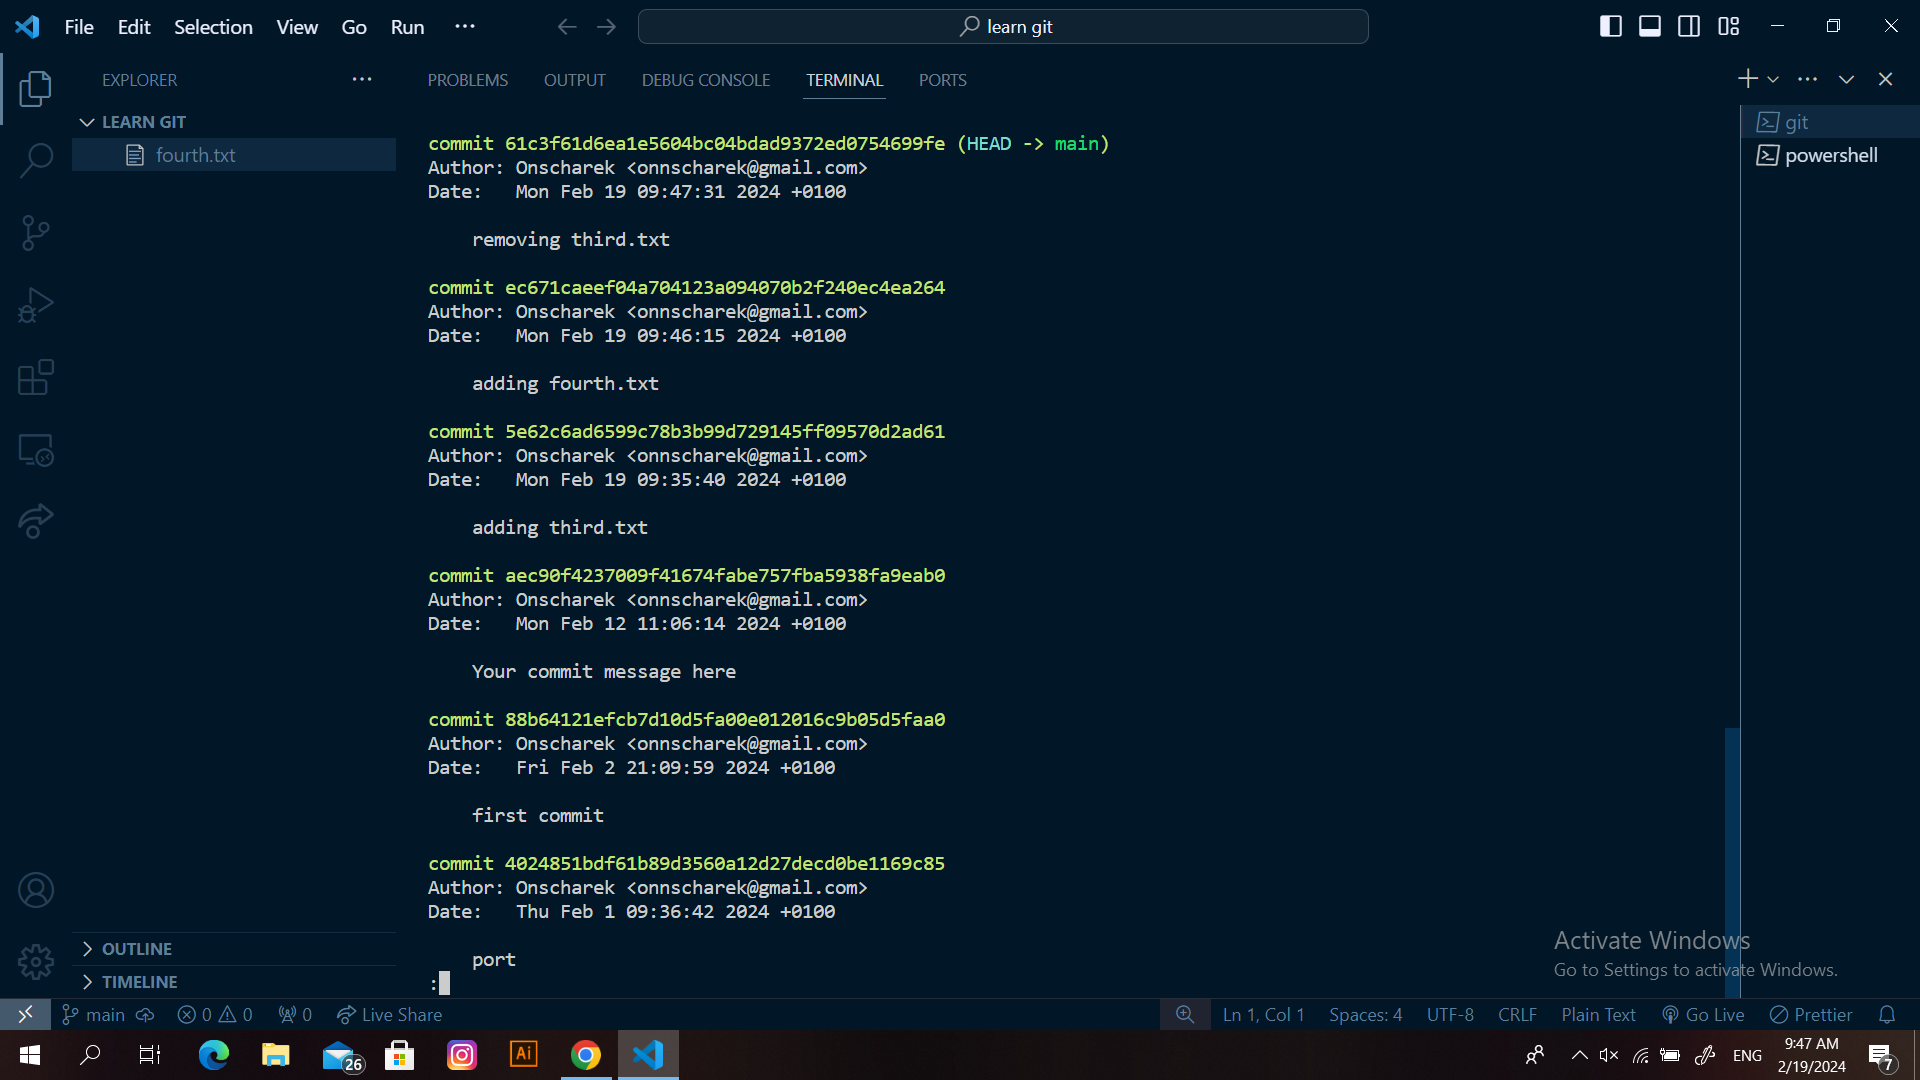 File Edit Selection View Go Run ···
learn git
EXPLORER ···
LEARN GIT
fourth.txt
PROBLEMS OUTPUT DEBUG CONSOLE TERMINAL PORTS
git
powershell
commit 61c3f61d6ea1e5604bc04bdad9372ed0754699fe (HEAD -> main)
Author: Onscharek <onnscharek@gmail.com>
Date:   Mon Feb 19 09:47:31 2024 +0100
removing third.txt
commit ec671caeef04a704123a094070b2f240ec4ea264
Author: Onscharek <onnscharek@gmail.com>
Date:   Mon Feb 19 09:46:15 2024 +0100
adding fourth.txt
commit 5e62c6ad6599c78b3b99d729145ff09570d2ad61
Author: Onscharek <onnscharek@gmail.com>
Date:   Mon Feb 19 09:35:40 2024 +0100
adding third.txt
commit aec90f4237009f41674fabe757fba5938fa9eab0
Author: Onscharek <onnscharek@gmail.com>
Date:   Mon Feb 12 11:06:14 2024 +0100
Your commit message here
commit 88b64121efcb7d10d5fa00e012016c9b05d5faa0
Author: Onscharek <onnscharek@gmail.com>
Date:   Fri Feb 2 21:09:59 2024 +0100
first commit
commit 4024851bdf61b89d3560a12d27decd0be1169c85
Author: Onscharek <onnscharek@gmail.com>
Date:   Thu Feb 1 09:36:42 2024 +0100
port
:
OUTLINE
TIMELINE
Activate Windows
Go to Settings to activate Windows.
main 0 0 0 Live Share Ln 1, Col 1 Spaces: 4 UTF-8 CRLF Plain Text Go Live Prettier
26 Ai ENG 9:47 AM
2/19/2024 7